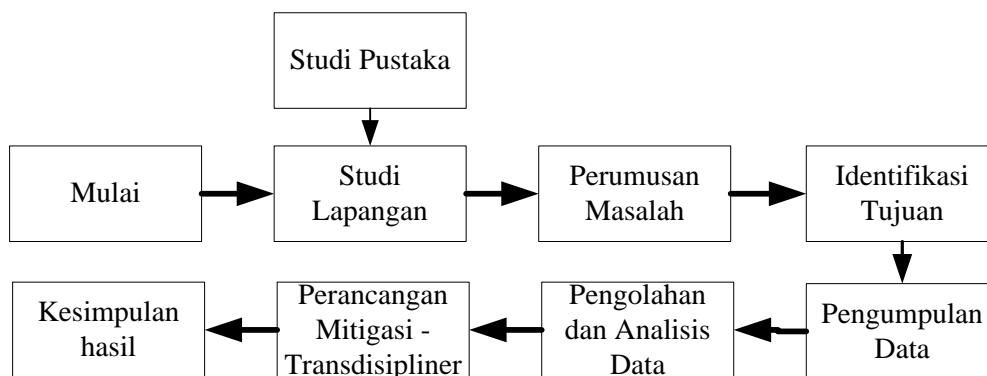 Studi Pustaka
Mulai
Studi
Lapangan
Perumusan
Masalah
Identifikasi
Tujuan
Kesimpulan
hasil
Perancangan
Mitigasi -
Transdisipliner
Pengolahan
dan Analisis
Data
Pengumpulan
Data